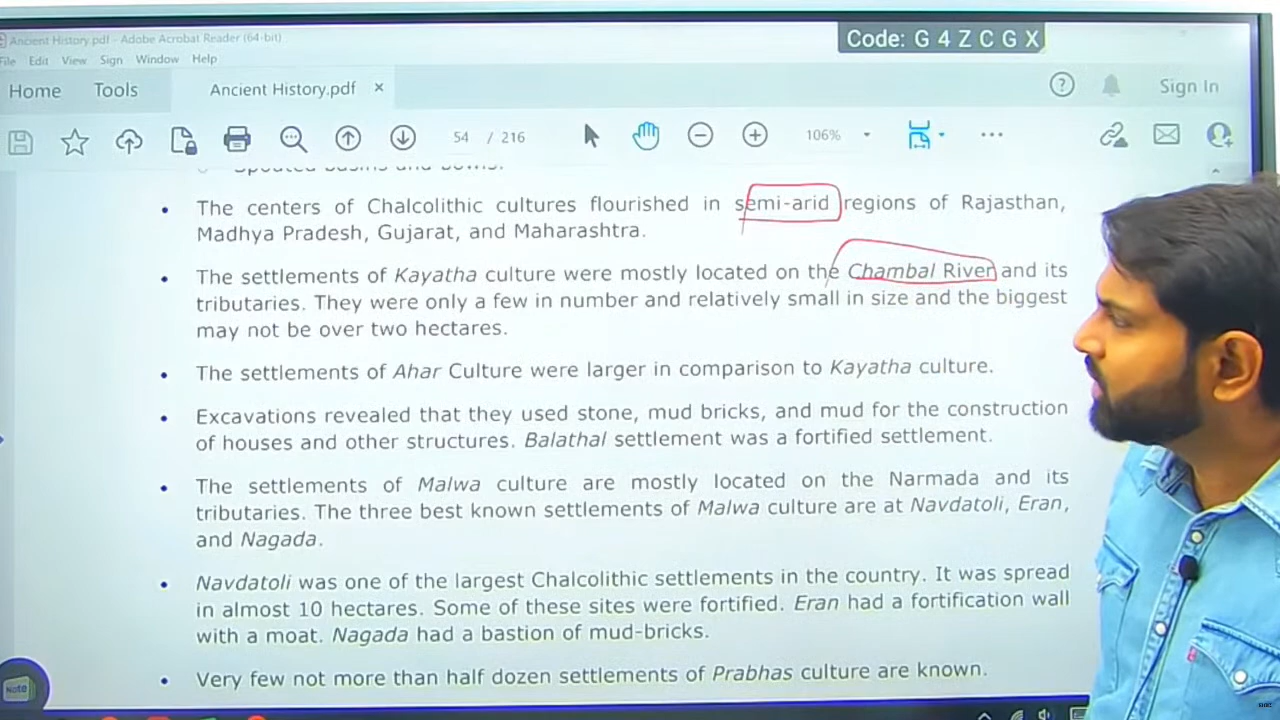 Ancient History.pdf - Adobe Acrobat Reader (64-bit)
Code: G 4 Z C G X
File Edit View Sign Window Help
Home Tools Ancient History.pdf × Sign In
54 / 216 106%
Spouted basins and bowls.
• The centers of Chalcolithic cultures flourished in semi-arid regions of Rajasthan,
Madhya Pradesh, Gujarat, and Maharashtra.
• The settlements of Kayatha culture were mostly located on the Chambal River and its
tributaries. They were only a few in number and relatively small in size and the biggest
may not be over two hectares.
• The settlements of Ahar Culture were larger in comparison to Kayatha culture.
• Excavations revealed that they used stone, mud bricks, and mud for the construction
of houses and other structures. Balathal settlement was a fortified settlement.
• The settlements of Malwa culture are mostly located on the Narmada and its
tributaries. The three best known settlements of Malwa culture are at Navdatoli, Eran,
and Nagada.
• Navdatoli was one of the largest Chalcolithic settlements in the country. It was spread
in almost 10 hectares. Some of these sites were fortified. Eran had a fortification wall
with a moat. Nagada had a bastion of mud-bricks.
• Very few not more than half dozen settlements of Prabhas culture are known.
Note